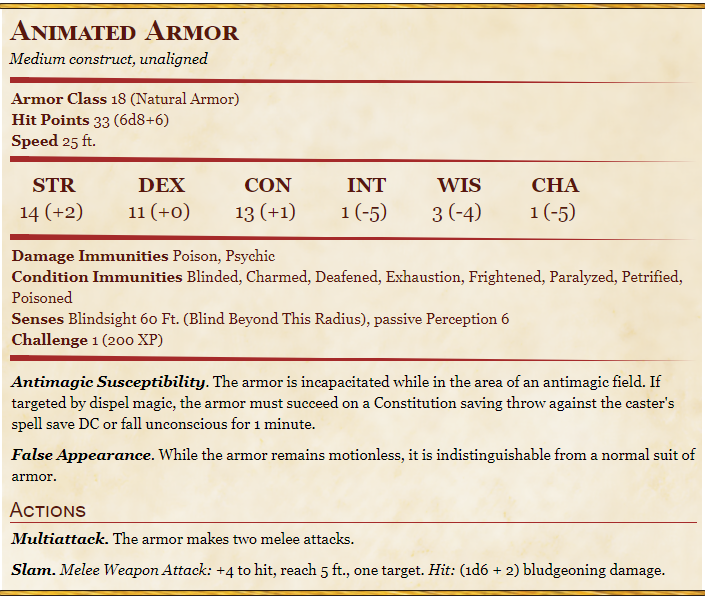 Animated Armor
Medium construct, unaligned
Armor Class 18 (Natural Armor)
Hit Points 33 (6d8+6)
Speed 25 ft.
STR DEX CON INT WIS CHA
14 (+2) 11 (+0) 13 (+1) 1 (-5) 3 (-4) 1 (-5)
Damage Immunities Poison, Psychic
Condition Immunities Blinded, Charmed, Deafened, Exhaustion, Frightened, Paralyzed, Petrified,
Poisoned
Senses Blindsight 60 Ft. (Blind Beyond This Radius), passive Perception 6
Challenge 1 (200 XP)
Antimagic Susceptibility. The armor is incapacitated while in the area of an antimagic field. If
targeted by dispel magic, the armor must succeed on a Constitution saving throw against the caster's
spell save DC or fall unconscious for 1 minute.
False Appearance. While the armor remains motionless, it is indistinguishable from a normal suit of
armor.
Actions
Multiattack. The armor makes two melee attacks.
Slam. Melee Weapon Attack: +4 to hit, reach 5 ft., one target. Hit: (1d6 + 2) bludgeoning damage.